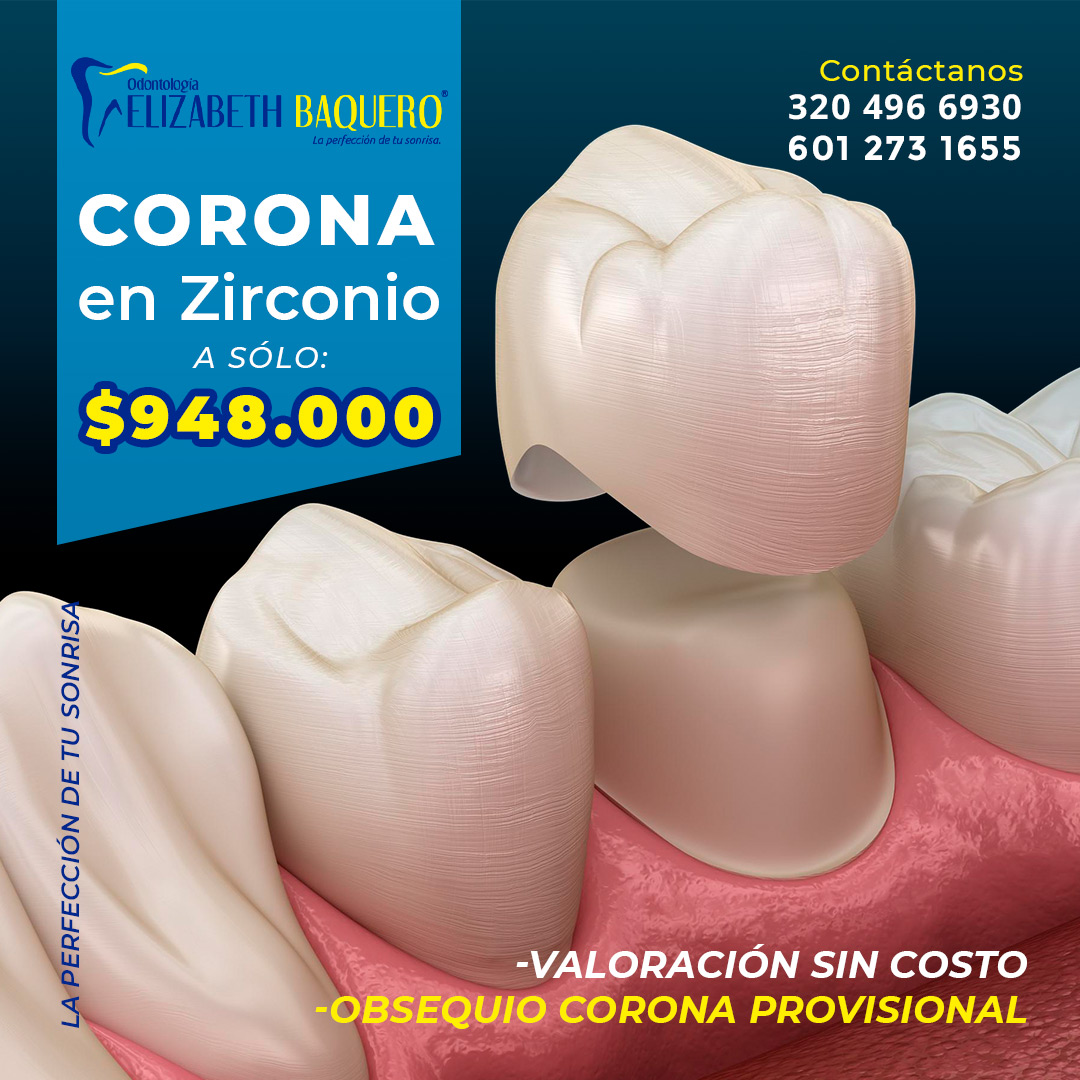 Odontología
ELIZABETH BAQUERO®
La perfección de tu sonrisa.
CORONA
en Zirconio
A SÓLO:
$948.000
Contáctanos
320 496 6930
601 273 1655
LA PERFECCIÓN DE TU SONRISA
-VALORACIÓN SIN COSTO
-OBSEQUIO CORONA PROVISIONAL